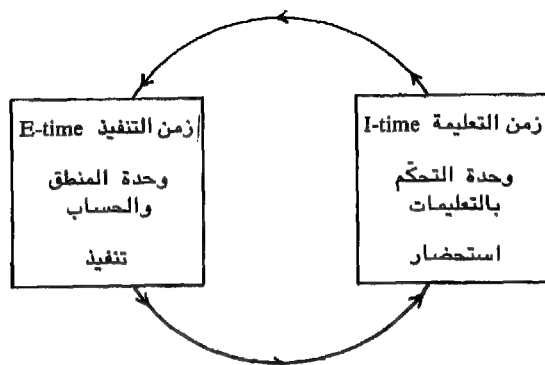 زمن التعليمة I-time
وحدة التحكّم
بالتعليمات
استحضار
زمن التنفيذ E-time
وحدة المنطق
والحساب
تنفيذ